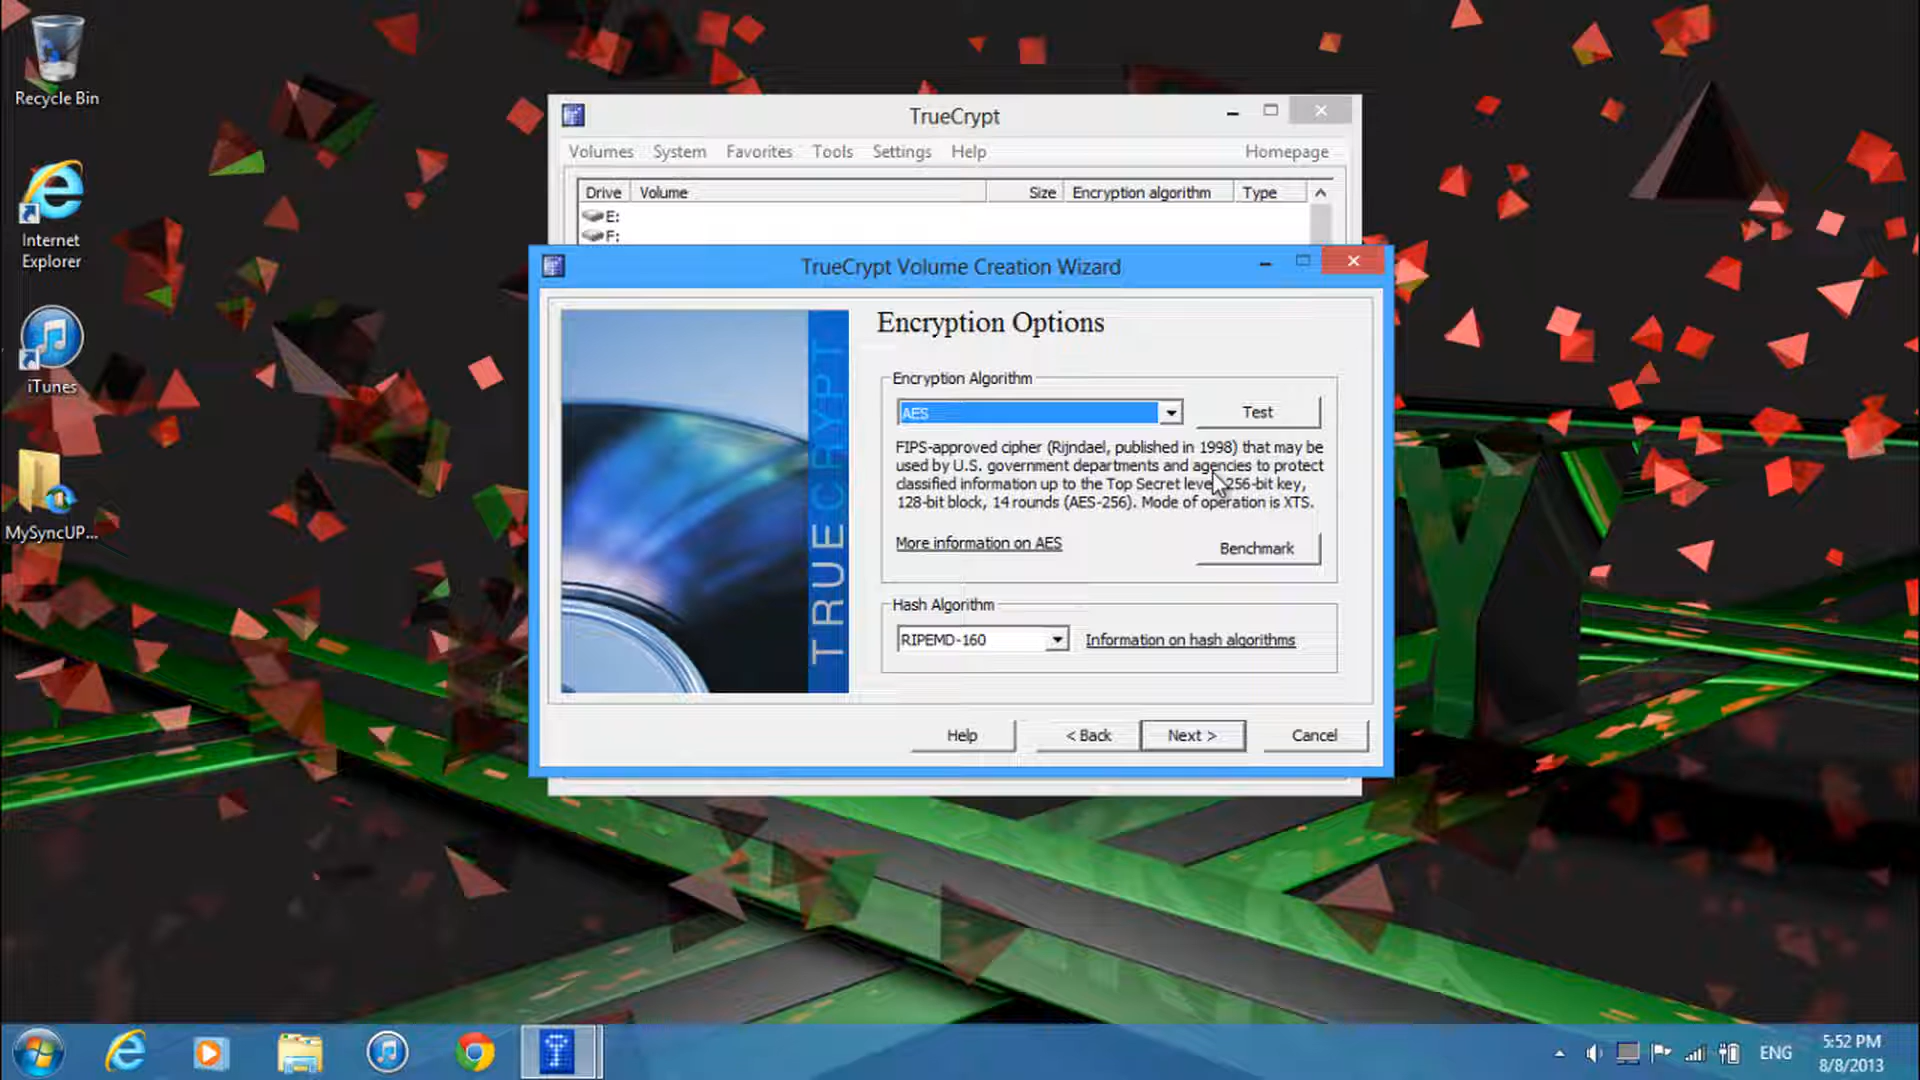 Recycle Bin
Internet
Explorer
iTunes
MySyncUP...
TrueCrypt
Volumes System Favorites Tools Settings Help Homepage
Drive Volume Size Encryption algorithm Type
E:
F:
TrueCrypt Volume Creation Wizard
TRUECRYPT
Encryption Options
Encryption Algorithm
AES
Test
FIPS-approved cipher (Rijndael, published in 1998) that may be
used by U.S. government departments and agencies to protect
classified information up to the Top Secret level. 256-bit key,
128-bit block, 14 rounds (AES-256). Mode of operation is XTS.
More information on AES
Benchmark
Hash Algorithm
RIPEMD-160
Information on hash algorithms
Help
< Back
Next >
Cancel
ENG
5:52 PM
8/8/2013